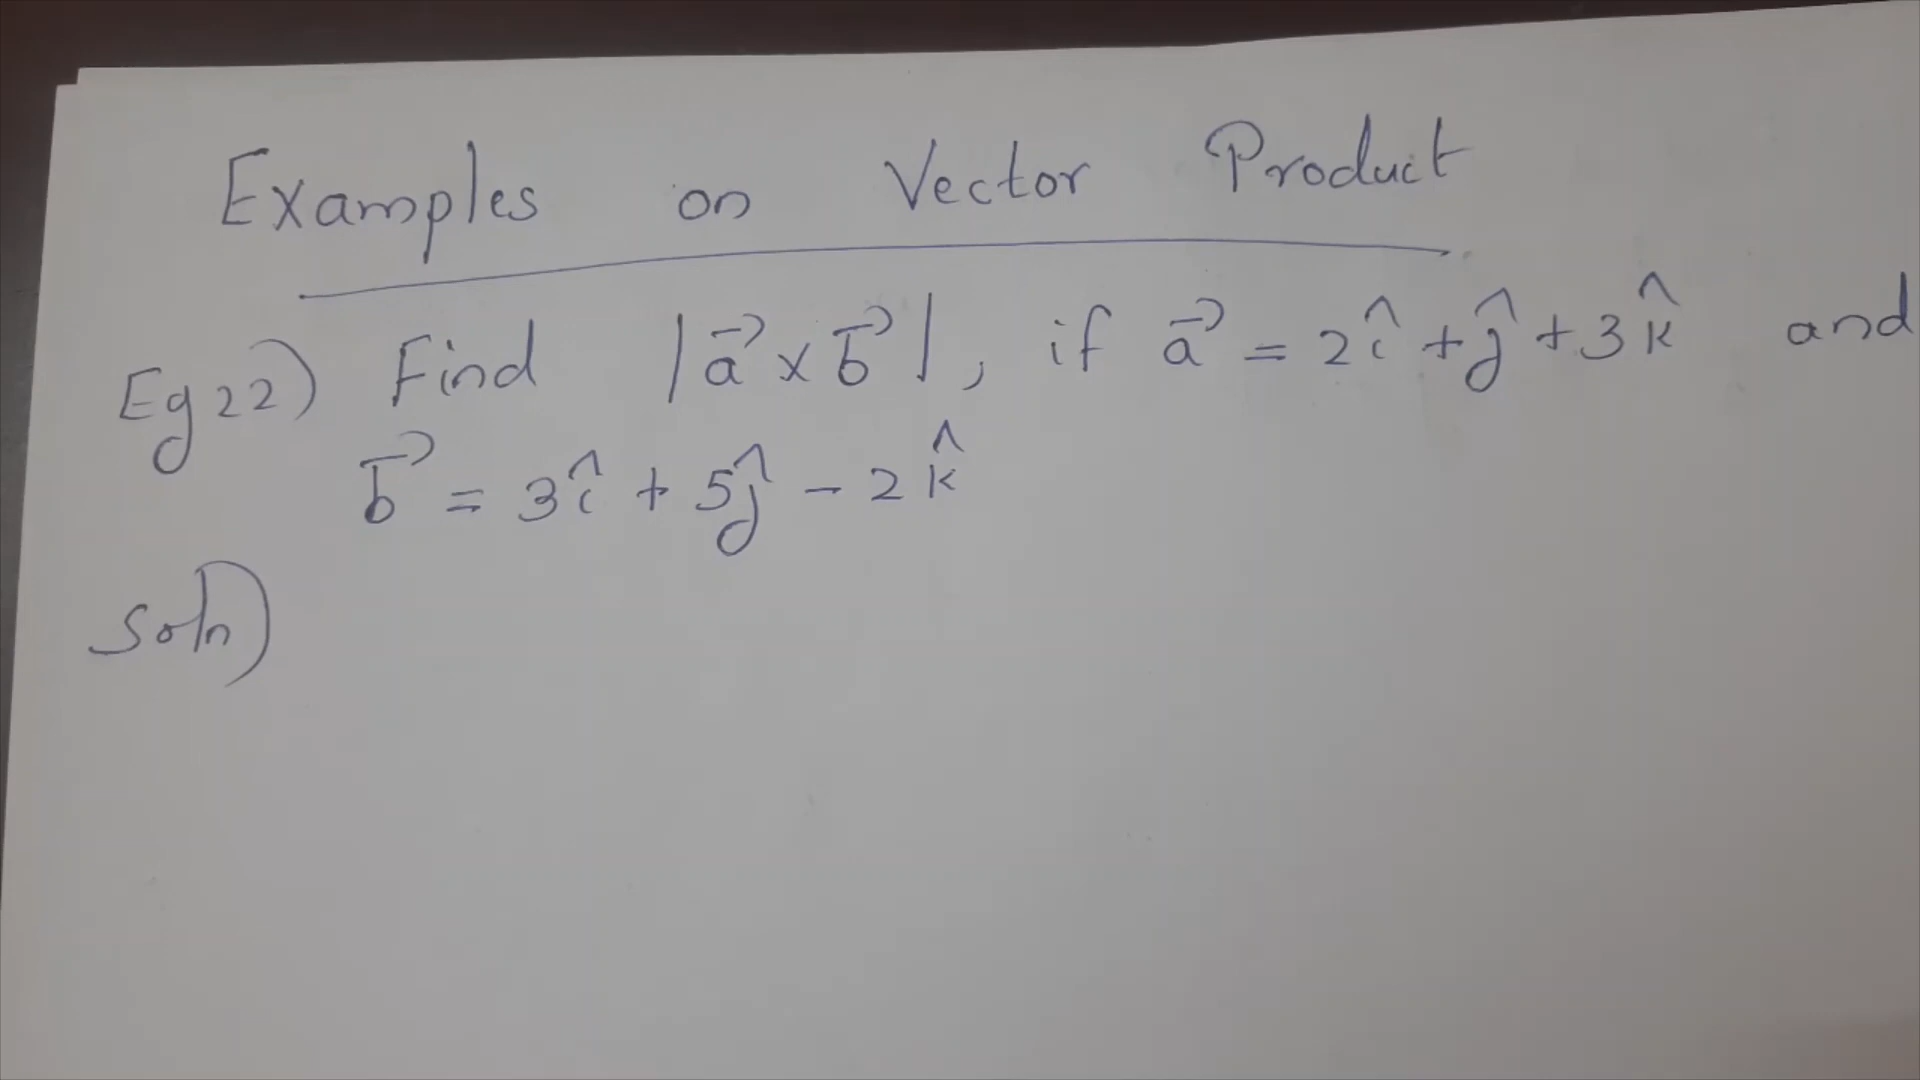 Examples on Vector Product
Eg 22) Find |a⃗ × b⃗|, if a⃗ = 2î + ĵ + 3k̂ and
b⃗ = 3î + 5ĵ - 2k̂
Soln)